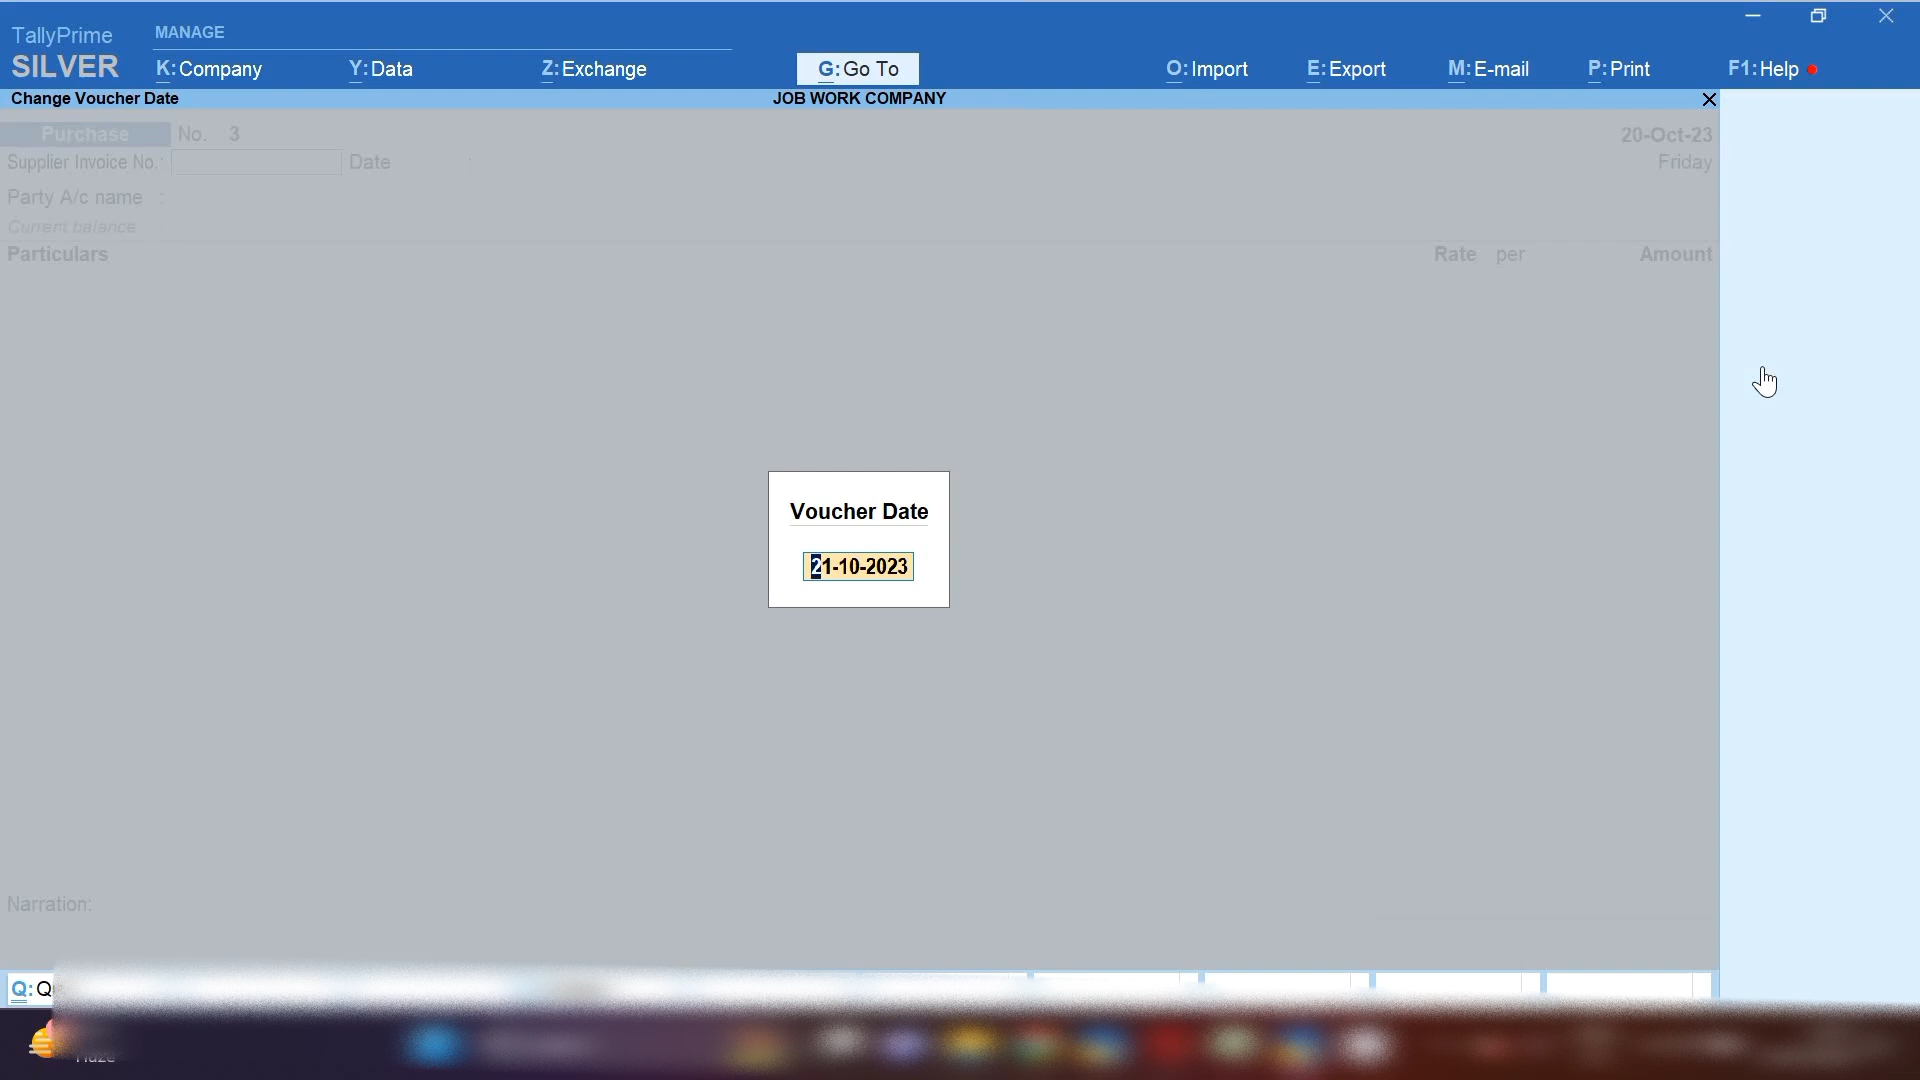 TallyPrime
SILVER
MANAGE
K: Company
Y: Data
Z: Exchange
G: Go To
O: Import
E: Export
M: E-mail
P: Print
F1: Help
Change Voucher Date
JOB WORK COMPANY
Purchase No. 3
20-Oct-23
Supplier Invoice No.: Date :
Friday
Party A/c name :
Current balance :
Particulars Rate per Amount
Voucher Date
21-10-2023
Narration:
Q: